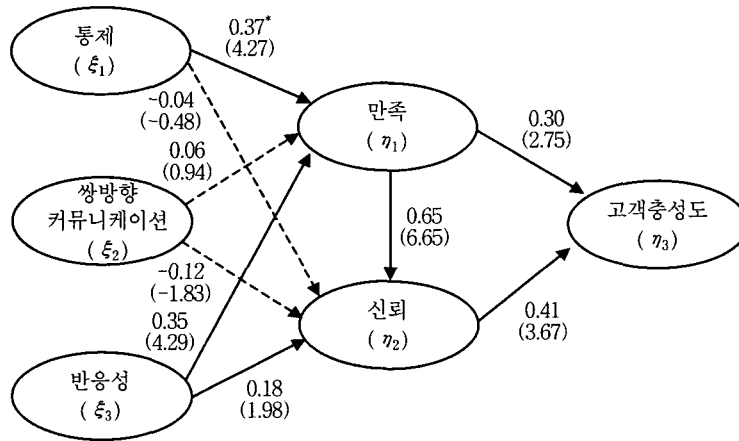 통제
( ξ₁ )
0.37*
(4.27)
-0.04
(-0.48)
만족
( η₁ )
0.30
(2.75)
0.06
(0.94)
쌍방향
커뮤니케이션
( ξ₂ )
0.65
(6.65)
고객충성도
( η₃ )
-0.12
(-1.83)
0.35
(4.29)
신뢰
( η₂ )
0.41
(3.67)
반응성
( ξ₃ )
0.18
(1.98)